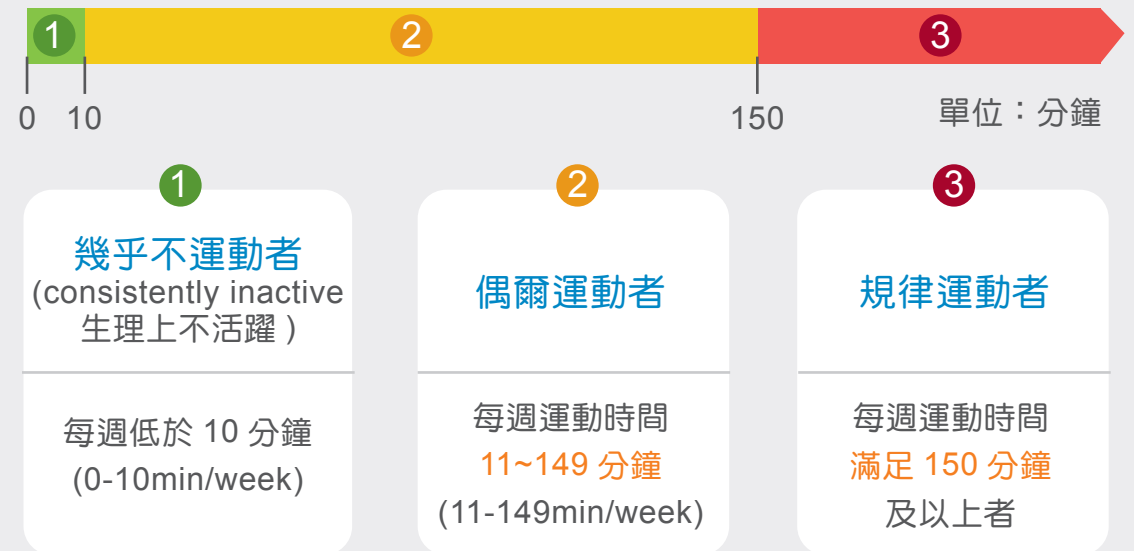 1
2
3
0
10
150
單位：分鐘
1
幾乎不運動者
(consistently inactive
生理上不活躍 )
每週低於 10 分鐘
(0-10min/week)
2
偶爾運動者
每週運動時間
11~149 分鐘
(11-149min/week)
3
規律運動者
每週運動時間
滿足 150 分鐘
及以上者